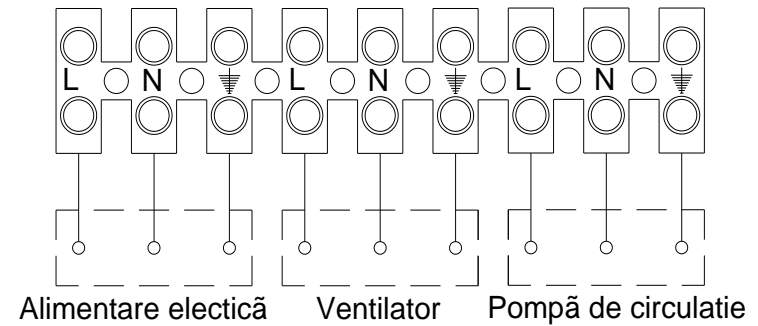 L N L N L N
Alimentare electicã Ventilator Pompã de circulatie